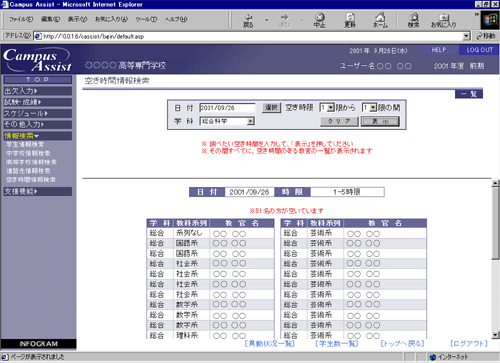 Campus Assist - Microsoft Internet Explorer
ファイル(F) 編集(E) 表示(V) お気に入り(A) ツール(T) ヘルプ(H)
戻る 進む 中止 更新 ホーム 検索 お気に入り
アドレス(D) http://10.0.1.6/cassist/login/default.asp 移動
Campus Assist
2001年 9月26日(水) HELP LOG OUT
○○○○高等専門学校 ユーザー名○○ ○○ 2001年度 前期
TOP
出欠入力
試験・成績
スケジュール
その他入力
情報検索
学生情報検索
中学校情報検索
高等学校情報検索
進路先情報検索
空き時間情報検索
支援機能
INFOGRAM
空き時間情報検索
一覧
日付 2001/09/26 選択 空き時限 1 限から 1 限の間
学科 総合科学 クリア 表示
※ 調べたい空き時間を入力して、「表示」を押してください
※ その間すべてに、空き時間のある教官の一覧が表示されます
日付 2001/09/26 時限 1-5時限
※51名の方が空いています
学科 教科系列 教官名 学科 教科系列 教官名
総合 系列なし ○○ ○○ 総合 芸術系 ○○ ○○
総合 国語系 ○○ ○○ 総合 芸術系 ○○ ○○
総合 国語系 ○○ ○○ 総合 芸術系 ○○ ○○
総合 社会系 ○○ ○○ 総合 芸術系 ○○ ○○
総合 社会系 ○○ ○○ 総合 芸術系 ○○ ○○
総合 社会系 ○○ ○○ 総合 芸術系 ○○ ○○
総合 社会系 ○○ ○○ 総合 芸術系 ○○ ○○
総合 数学系 ○○ ○○ 総合 芸術系 ○○ ○○
総合 数学系 ○○ ○○ 総合 芸術系 ○○ ○○
総合 数学系 ○○ ○○ 総合 芸術系 ○○ ○○
総合 理科系 ○○ ○○ 総合 芸術系 ○○ ○○
[異動状況一覧] [学生数一覧] [トップへ戻る] [ログアウト]
ページが表示されました インターネット